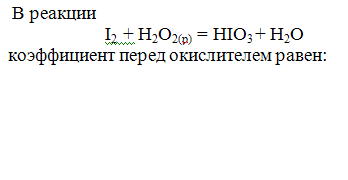 В реакции
I₂ + H₂O₂(р) = HIO₃ + H₂O
коэффициент перед окислителем равен: